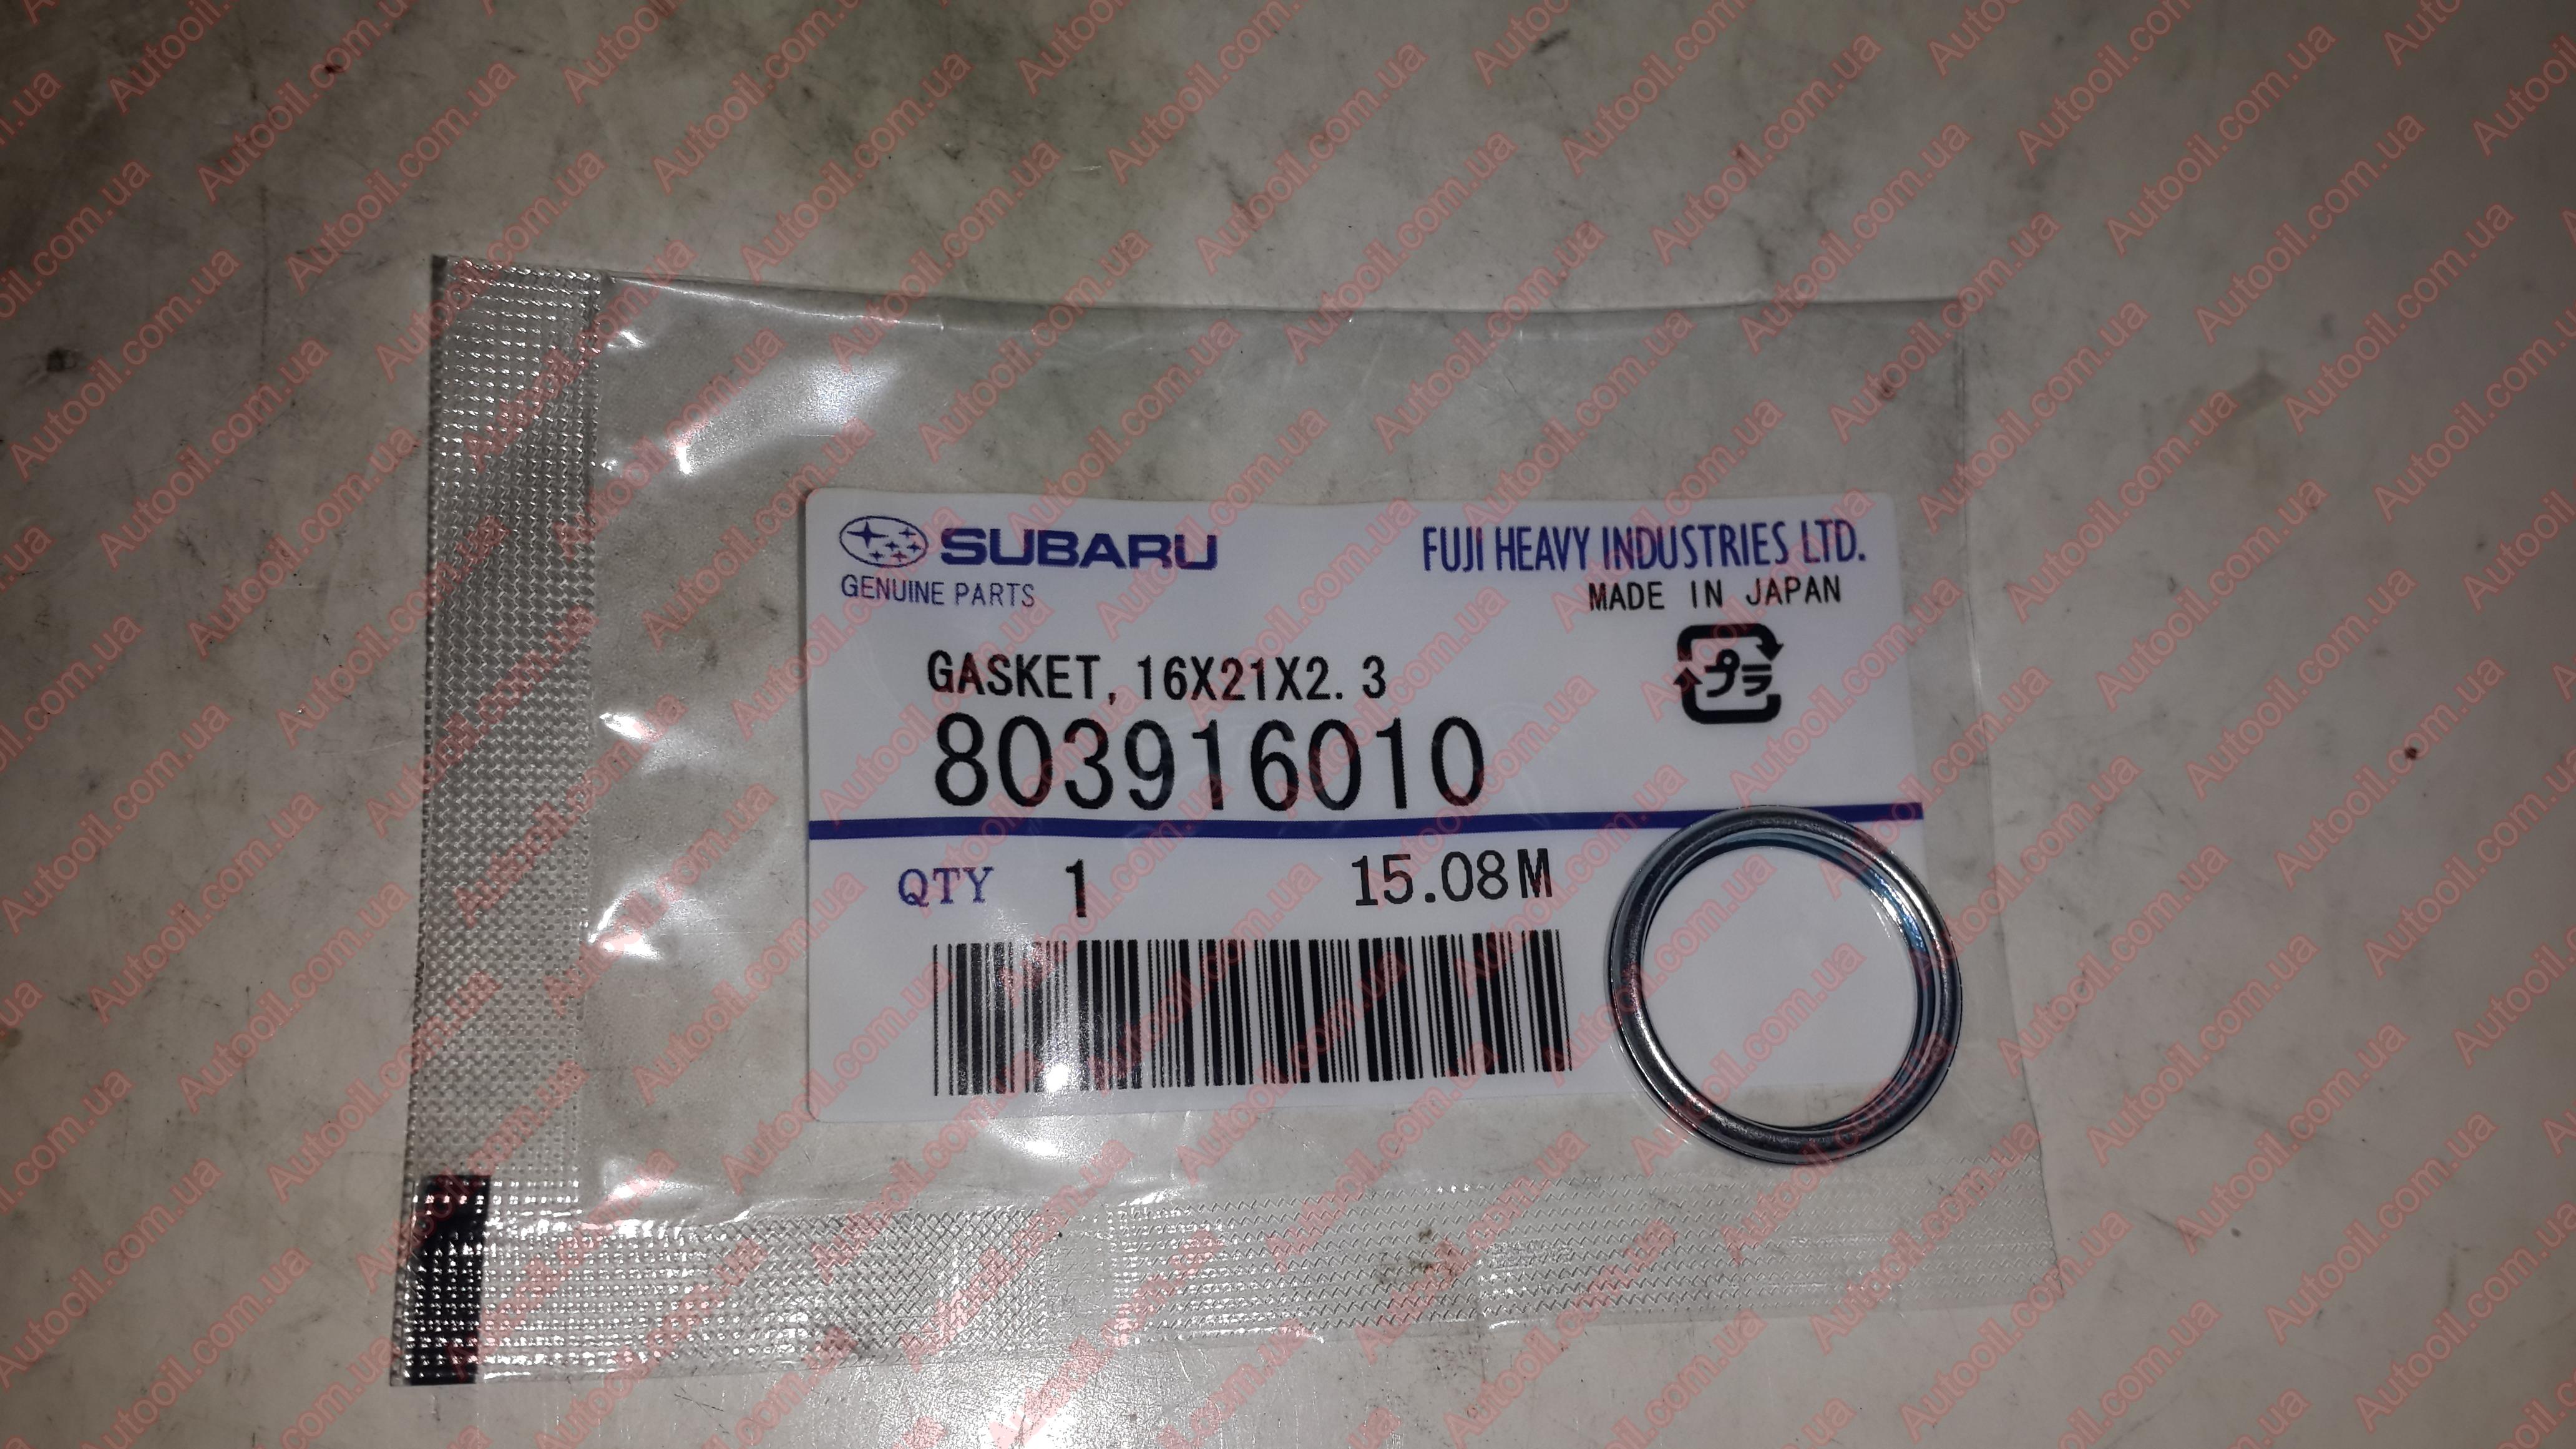 SUBARU
FUJI HEAVY INDUSTRIES LTD.
GENUINE PARTS
MADE IN JAPAN
GASKET, 16X21X2.3
プラ
803916010
QTY 1 15.08M
Autooil.com.ua